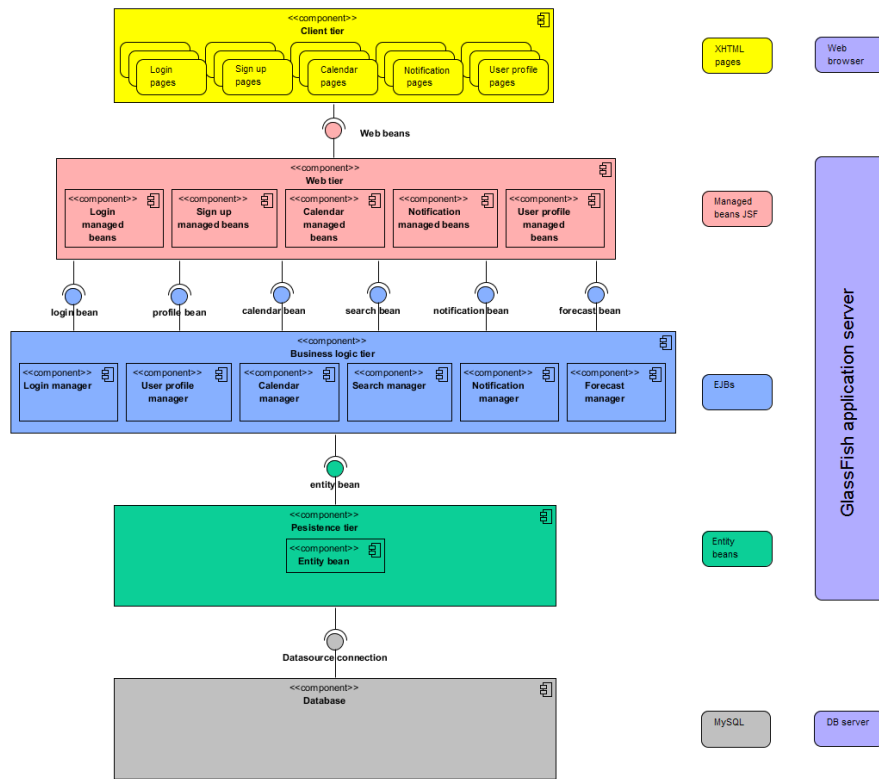 <<component>>
Client tier
Login
pages
Sign up
pages
Calendar
pages
Notification
pages
User profile
pages
XHTML
pages
Web
browser
Web beans
<<component>>
Web tier
<<component>>
Login
managed
beans
<<component>>
Sign up
managed beans
<<component>>
Calendar
managed
beans
<<component>>
Notification
managed beans
<<component>>
User profile
managed
beans
Managed
beans JSF
login bean
profile bean
calendar bean
search bean
notification bean
forecast bean
<<component>>
Business logic tier
<<component>>
Login manager
<<component>>
User profile
manager
<<component>>
Calendar
manager
<<component>>
Search manager
<<component>>
Notification
manager
<<component>>
Forecast
manager
EJBs
GlassFish application server
entity bean
<<component>>
Pesistence tier
<<component>>
Entity bean
Entity
beans
Datasource connection
<<component>>
Database
MySQL
DB server